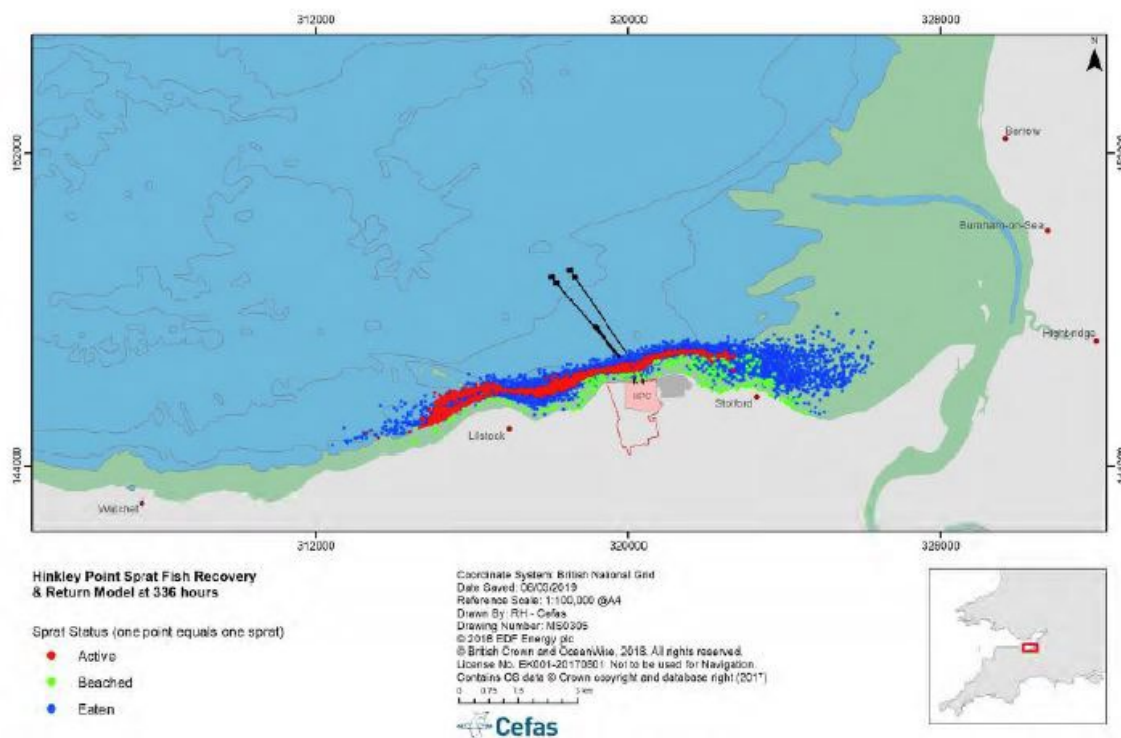 312000
320000
328000
N
152000
152000
Berrow
Burnham-on-Sea
Highbridge
HPC
Stolford
Lilstock
144000
144000
Watchet
312000
320000
328000
Hinkley Point Sprat Fish Recovery
& Return Model at 336 hours
Sprat Status (one point equals one sprat)
Active
Beached
Eaten
Coordinate System: British National Grid
Date Saved: 06/03/2019
Reference Scale: 1:100,000 @A4
Drawn By: RH - Cefas
Drawing Number: MS0305
© 2018 EDF Energy plc
© British Crown and OceanWise, 2018. All rights reserved.
License No. EK001-20170801. Not to be used for Navigation.
Contains OS data © Crown copyright and database right (2017)
0 0.75 1.5 3 km
Cefas